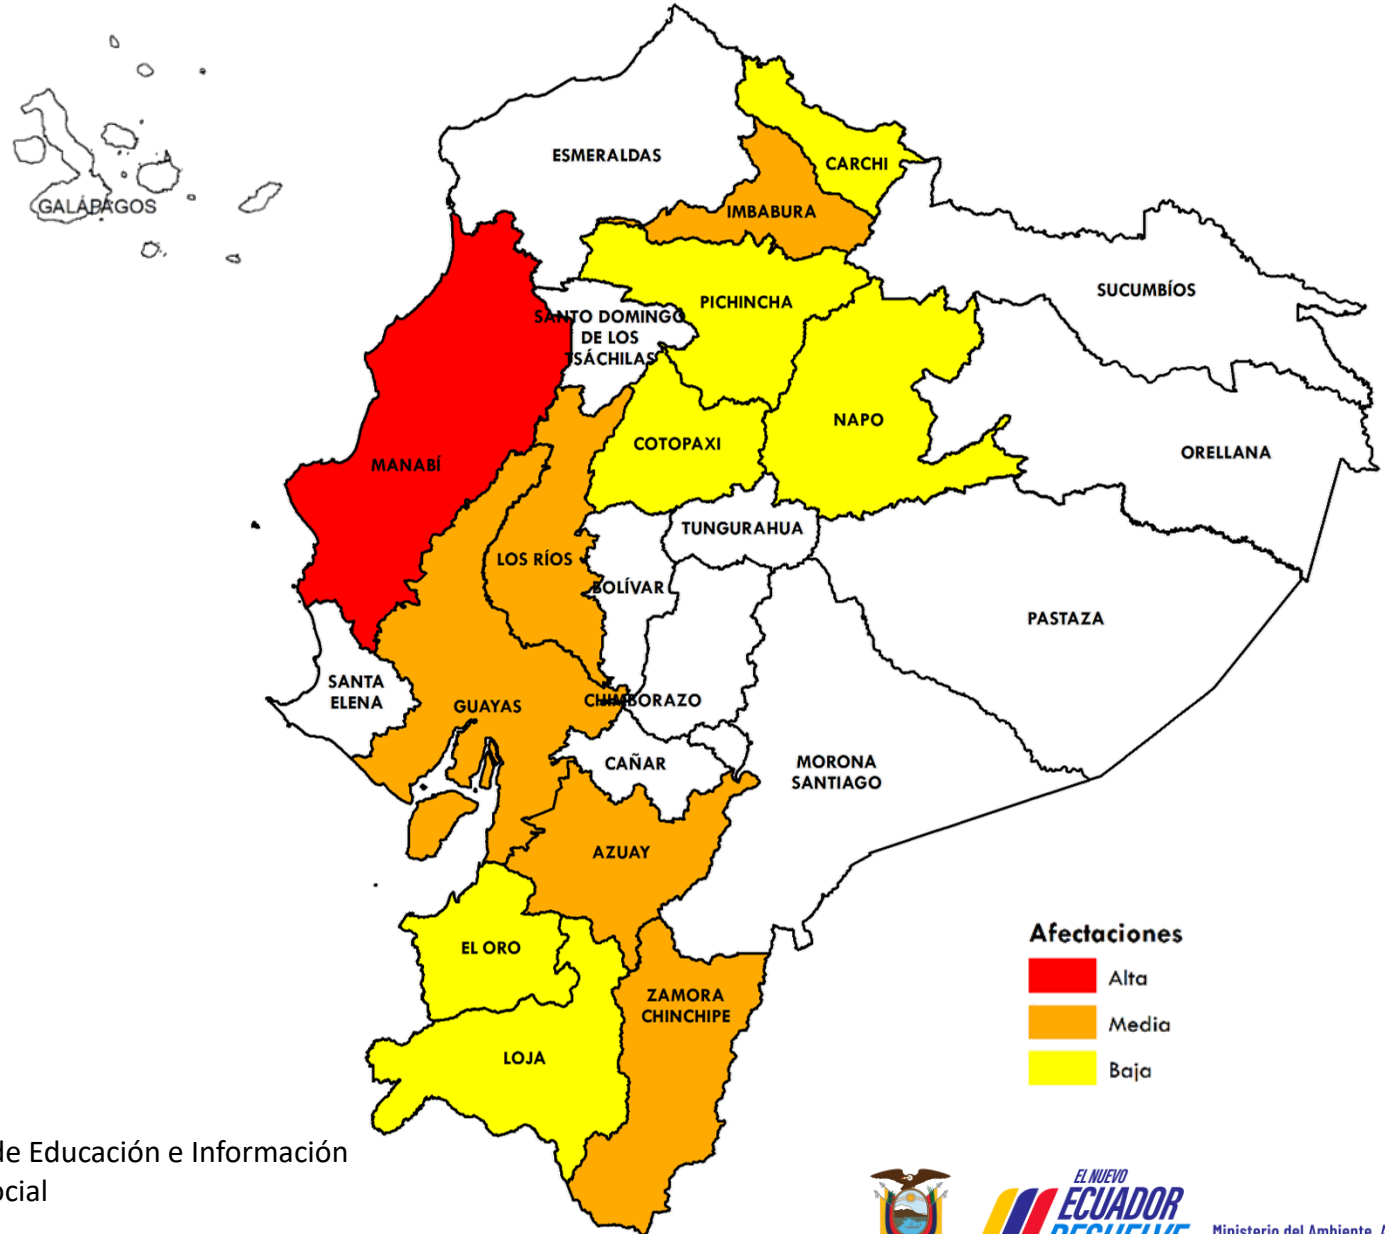 ESMERALDAS
CARCHI
GALÁPAGOS
IMBABURA
SUCUMBÍOS
PICHINCHA
SANTO DOMINGO
DE LOS
TSÁCHILAS
NAPO
COTOPAXI
ORELLANA
MANABÍ
TUNGURAHUA
LOS RÍOS
BOLÍVAR
PASTAZA
SANTA
ELENA
CHIMBORAZO
GUAYAS
CAÑAR
MORONA
SANTIAGO
AZUAY
EL ORO
ZAMORA
CHINCHIPE
LOJA
Afectaciones
Alta
Media
Baja
de Educación e Información
ocial
EL NUEVO
ECUADOR
RESUELVE
Ministerio del Ambiente, A